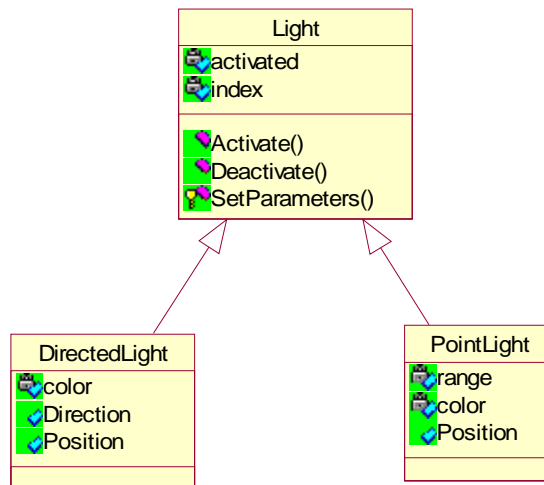 Light
activated
index
Activate()
Deactivate()
SetParameters()
DirectedLight
color
Direction
Position
PointLight
range
color
Position